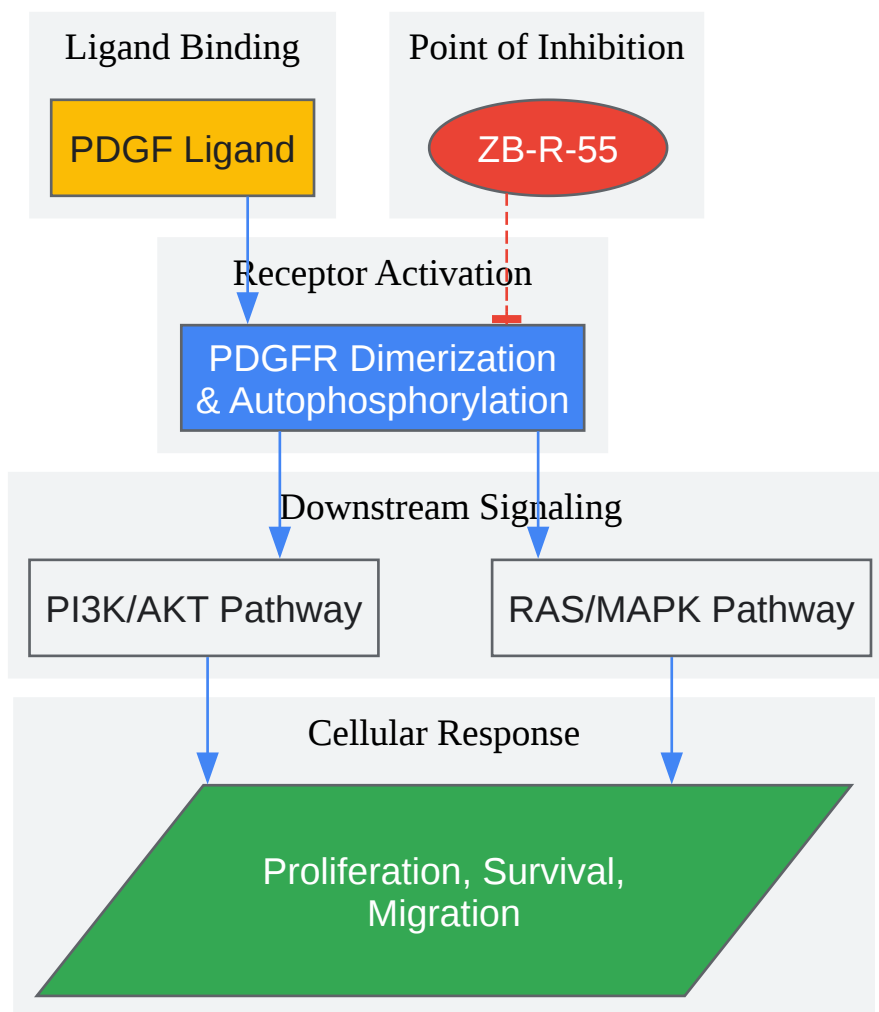 Ligand Binding
Point of Inhibition
PDGF Ligand
ZB-R-55
Receptor Activation
PDGFR Dimerization
& Autophosphorylation
Downstream Signaling
PI3K/AKT Pathway
RAS/MAPK Pathway
Cellular Response
Proliferation, Survival,
Migration